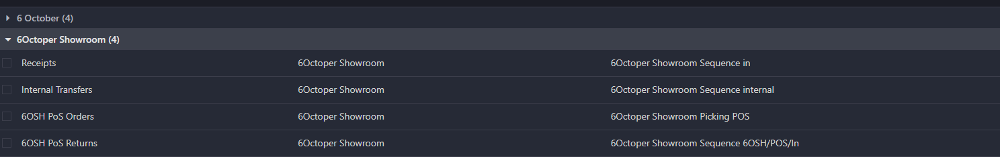 6 October (4)
6Octoper Showroom (4)
Receipts 6Octoper Showroom 6Octoper Showroom Sequence in
Internal Transfers 6Octoper Showroom 6Octoper Showroom Sequence internal
6OSH PoS Orders 6Octoper Showroom 6Octoper Showroom Picking POS
6OSH PoS Returns 6Octoper Showroom 6Octoper Showroom Sequence 6OSH/POS/In